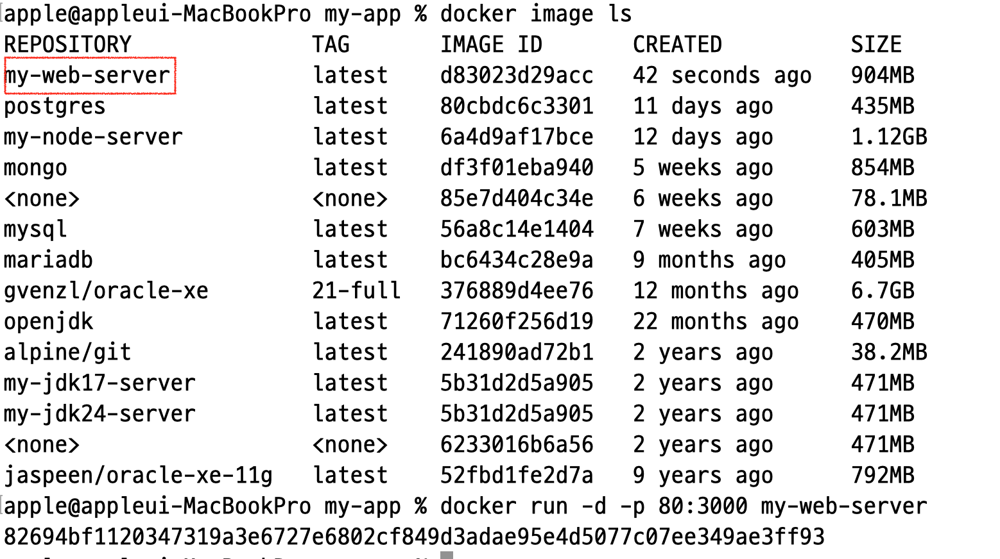 apple@appleui-MacBookPro my-app % docker image ls
REPOSITORY TAG IMAGE ID CREATED SIZE
my-web-server latest d83023d29acc 42 seconds ago 904MB
postgres latest 80cbdc6c3301 11 days ago 435MB
my-node-server latest 6a4d9af17bce 12 days ago 1.12GB
mongo latest df3f01eba940 5 weeks ago 854MB
<none> <none> 85e7d404c34e 6 weeks ago 78.1MB
mysql latest 56a8c14e1404 7 weeks ago 603MB
mariadb latest bc6434c28e9a 9 months ago 405MB
gvenzl/oracle-xe 21-full 376889d4ee76 12 months ago 6.7GB
openjdk latest 71260f256d19 22 months ago 470MB
alpine/git latest 241890ad72b1 2 years ago 38.2MB
my-jdk17-server latest 5b31d2d5a905 2 years ago 471MB
my-jdk24-server latest 5b31d2d5a905 2 years ago 471MB
<none> <none> 6233016b6a56 2 years ago 471MB
jaspeen/oracle-xe-11g latest 52fbd1fe2d7a 9 years ago 792MB
apple@appleui-MacBookPro my-app % docker run -d -p 80:3000 my-web-server
82694bf1120347319a3e6727e6802cf849d3adae95e4d5077c07ee349ae3ff93